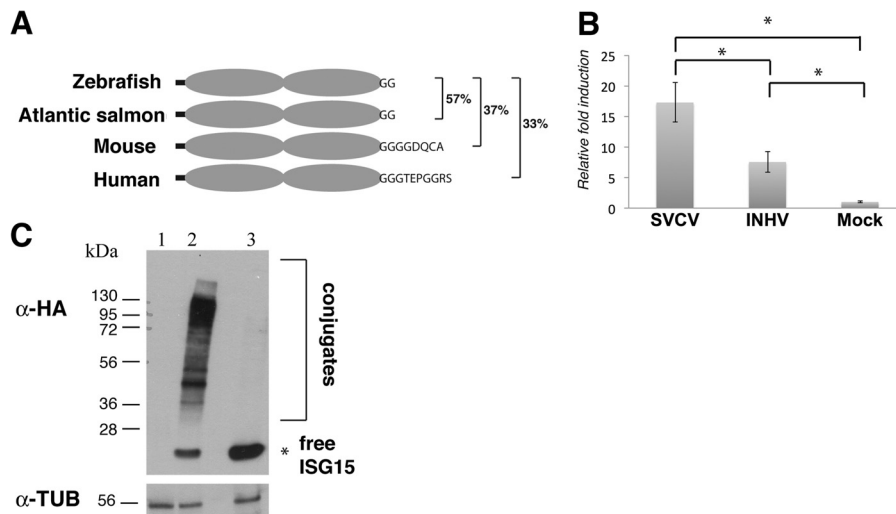 A
Zebrafish
GG
Atlantic salmon
GG
Mouse
GGGGDQCA
Human
GGGTEPGGRS
57%
37%
33%
B
*
*
*
Relative fold induction
25
20
15
10
5
0
SVCV
INHV
Mock
C
1 2 3
kDa
α-HA
130
95
72
56
36
28
conjugates
* free
ISG15
α-TUB
56